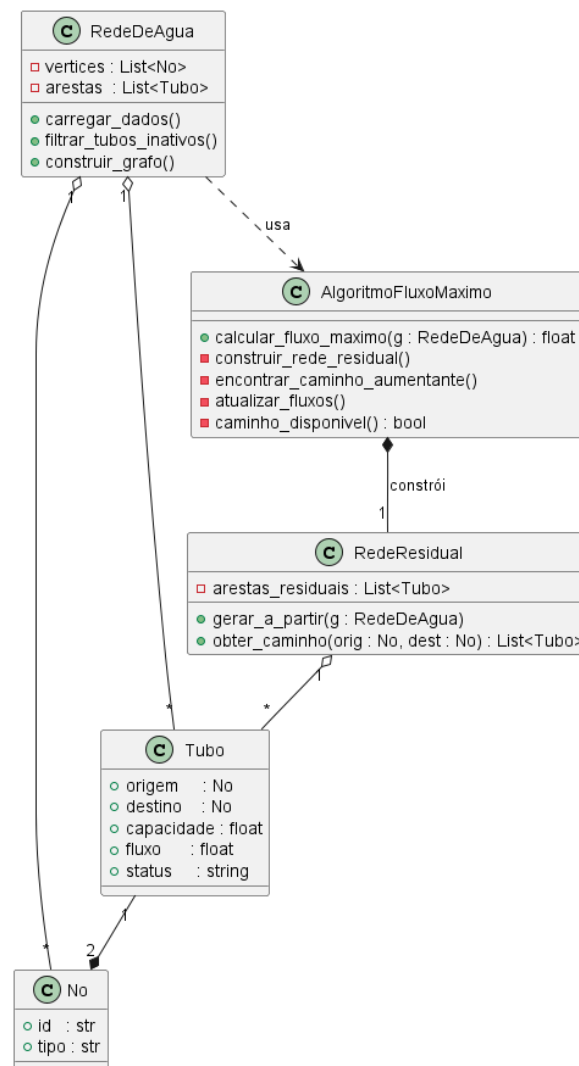 C RedeDeAgua
vertices : List<No>
arestas : List<Tubo>
carregar_dados()
filtrar_tubos_inativos()
construir_grafo()
1
1
usa
C AlgoritmoFluxoMaximo
calcular_fluxo_maximo(g : RedeDeAgua) : float
construir_rede_residual()
encontrar_caminho_aumentante()
atualizar_fluxos()
caminho_disponivel() : bool
constrói
1
C RedeResidual
arestas_residuais : List<Tubo>
gerar_a_partir(g : RedeDeAgua)
obter_caminho(orig : No, dest : No) : List<Tubo>
1
*
*
C Tubo
origem : No
destino : No
capacidade : float
fluxo : float
status : string
1
2
*
C No
id : str
tipo : str